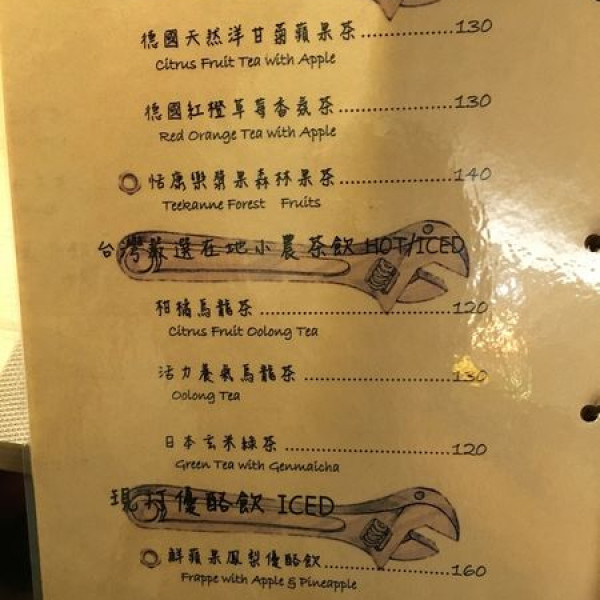 德國天然洋甘菊蘋果茶..................130
Citrus Fruit Tea with Apple
德國紅橙草莓香氛茶......................130
Red Orange Tea with Apple
恬康樂蘋果森林果茶......................140
Teekanne Forest Fruits
台灣嚴選在地小農茶飲 HOT/ICED
柑橘烏龍茶....................................120
Citrus Fruit Oolong Tea
活力養氣烏龍茶............................130
Oolong Tea
日本玄米綠茶................................120
Green Tea with Genmaicha
現打優酪飲 ICED
鮮蘋果鳳梨優酪飲........................160
Frappe with Apple & Pineapple